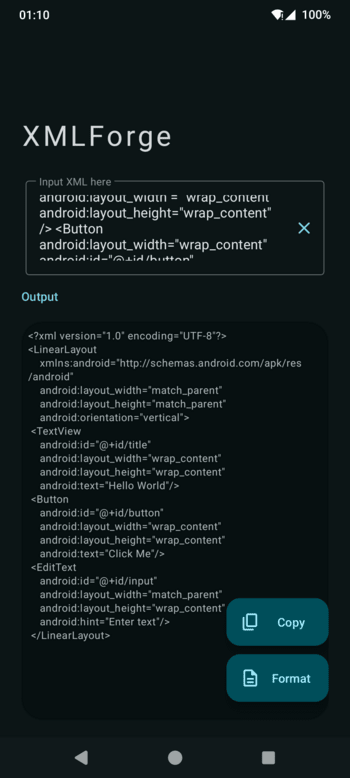 01:10
100%
XMLForge
Input XML here
android:layout_width = "wrap_content"
android:layout_height="wrap_content"
/> <Button
android:layout_width="wrap_content"
android:id="@+id/button"
Output
<?xml version="1.0" encoding="UTF-8"?>
<LinearLayout
xmlns:android="http://schemas.android.com/apk/res
/android"
android:layout_width="match_parent"
android:layout_height="match_parent"
android:orientation="vertical">
<TextView
android:id="@+id/title"
android:layout_width="wrap_content"
android:layout_height="wrap_content"
android:text="Hello World"/>
<Button
android:id="@+id/button"
android:layout_width="wrap_content"
android:layout_height="wrap_content"
android:text="Click Me"/>
<EditText
android:id="@+id/input"
android:layout_width="match_parent"
android:layout_height="wrap_content"
android:hint="Enter text"/>
</LinearLayout>
Copy
Format